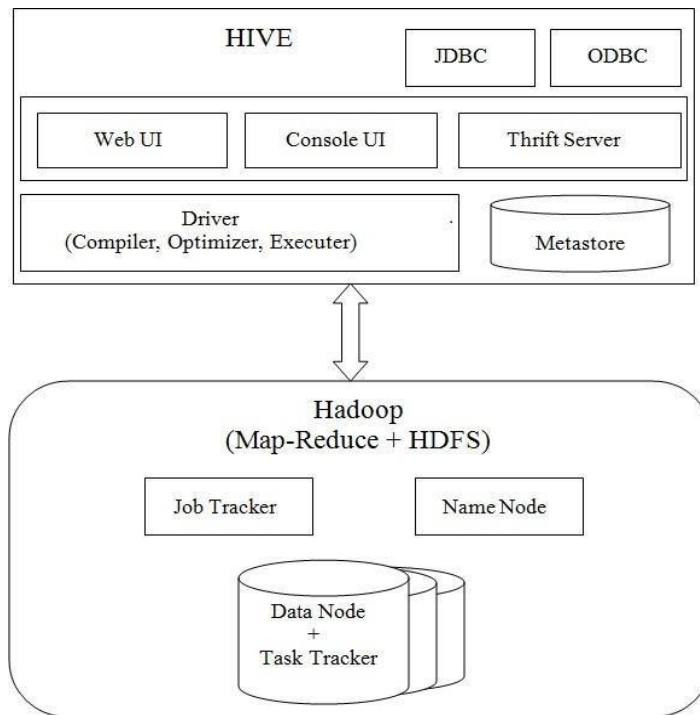 HIVE
JDBC
ODBC
Web UI
Console UI
Thrift Server
Driver
(Compiler, Optimizer, Executer)
Metastore
Hadoop
(Map-Reduce + HDFS)
Job Tracker
Name Node
Data Node
+
Task Tracker